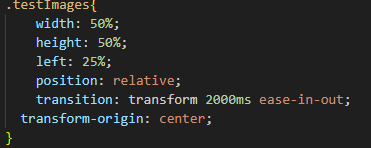 .testImages{
width: 50%;
height: 50%;
left: 25%;
position: relative;
transition: transform 2000ms ease-in-out;
transform-origin: center;
}